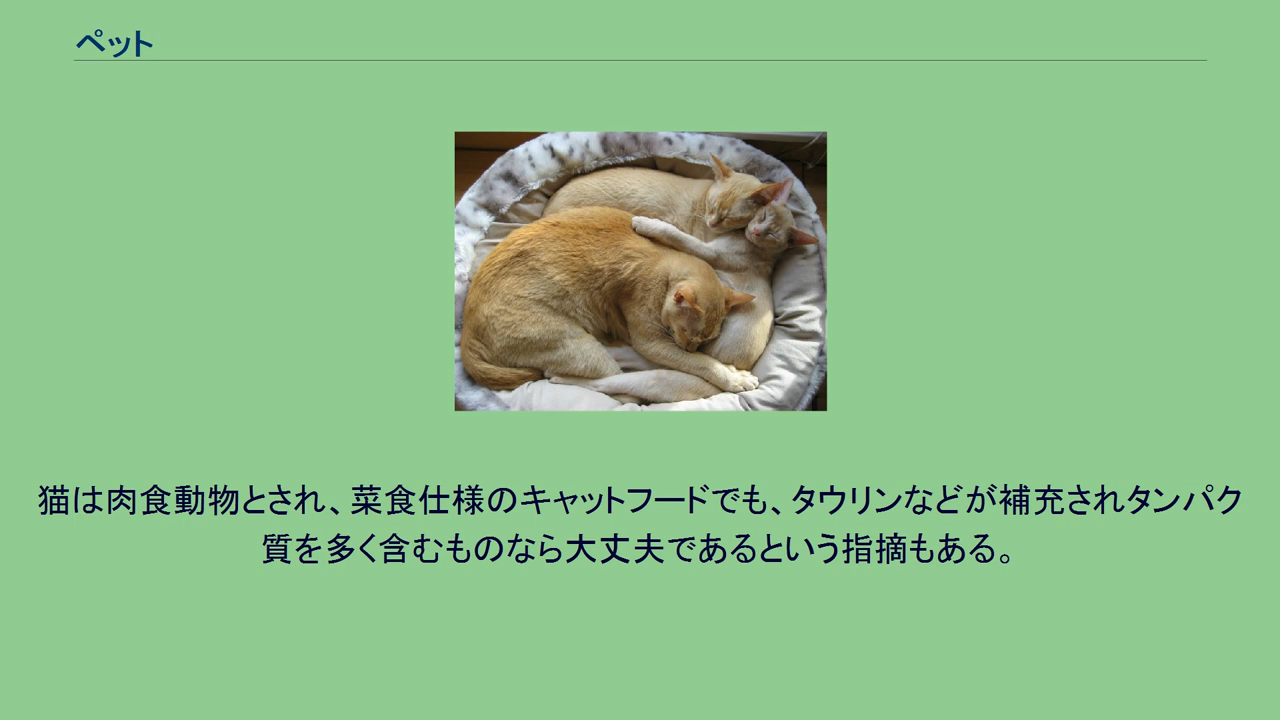 ペット
猫は肉食動物とされ、菜食仕様のキャットフードでも、タウリンなどが補充されタンパク
質を多く含むものなら大丈夫であるという指摘もある。